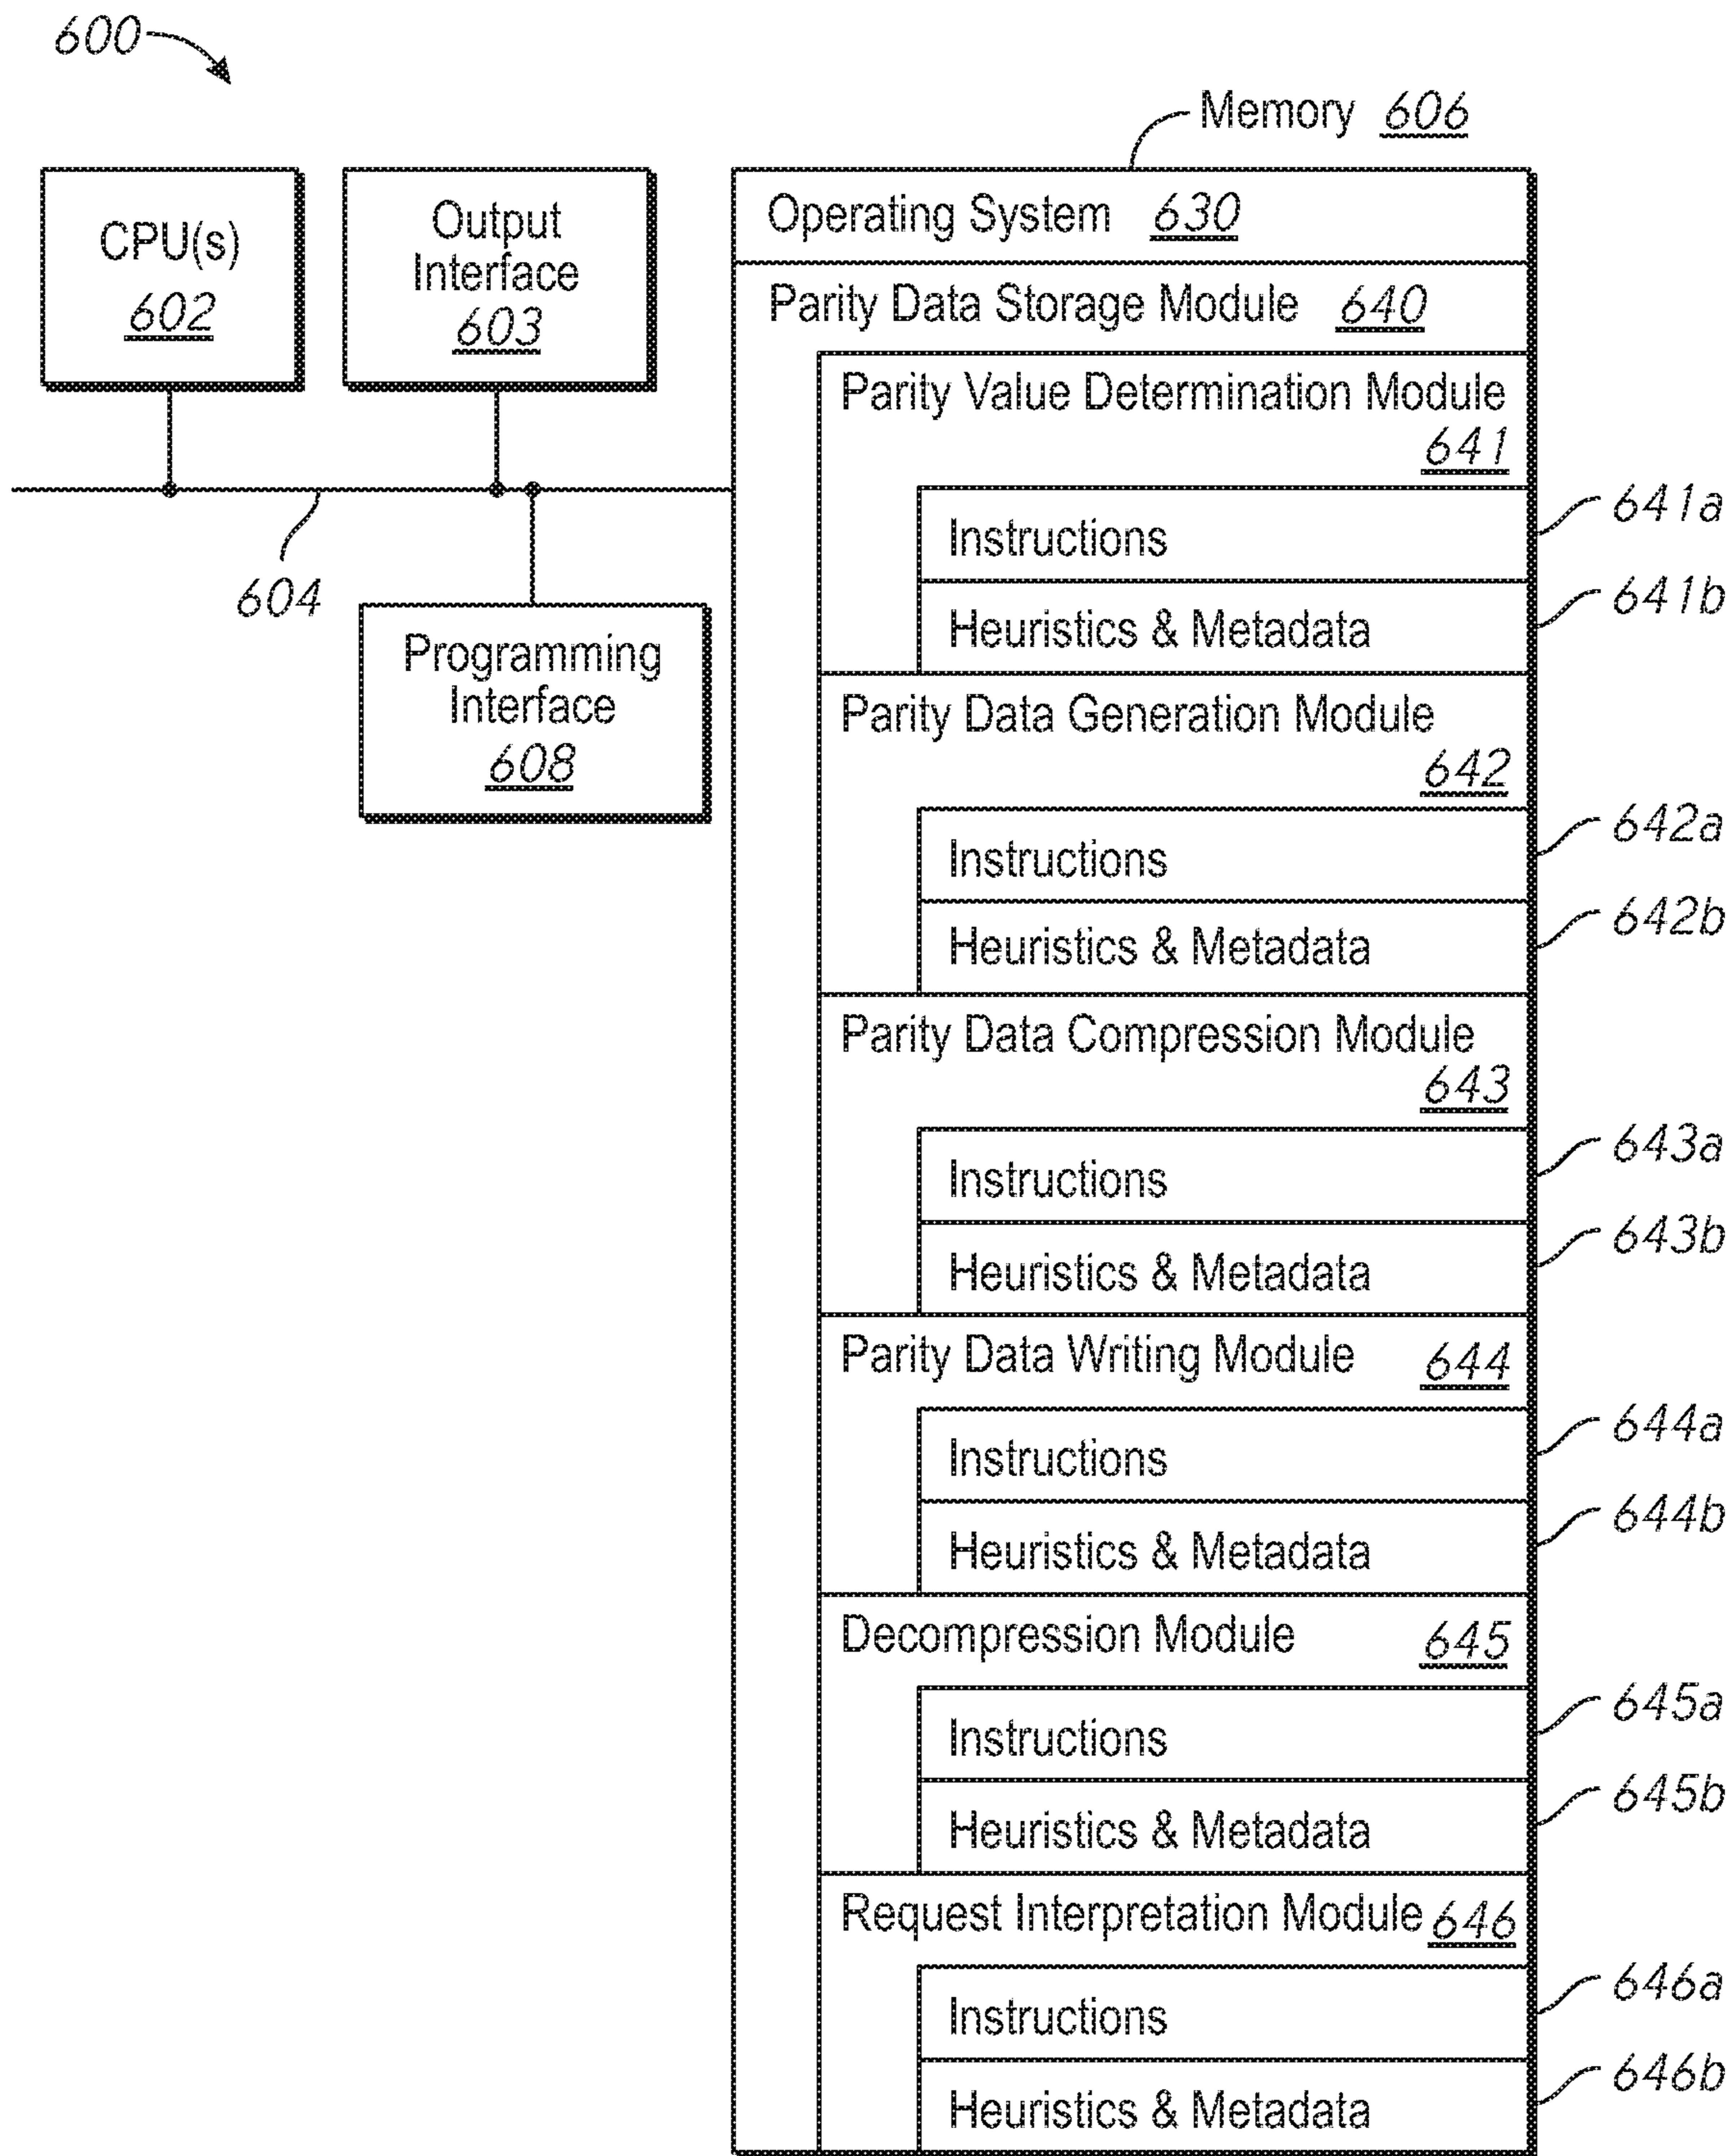 600
Memory 606
CPU(s)
602
Output
Interface
603
604
Programming
Interface
608
Operating System 630
Parity Data Storage Module 640
Parity Value Determination Module
641
Instructions 641a
Heuristics & Metadata 641b
Parity Data Generation Module
642
Instructions 642a
Heuristics & Metadata 642b
Parity Data Compression Module
643
Instructions 643a
Heuristics & Metadata 643b
Parity Data Writing Module 644
Instructions 644a
Heuristics & Metadata 644b
Decompression Module 645
Instructions 645a
Heuristics & Metadata 645b
Request Interpretation Module 646
Instructions 646a
Heuristics & Metadata 646b